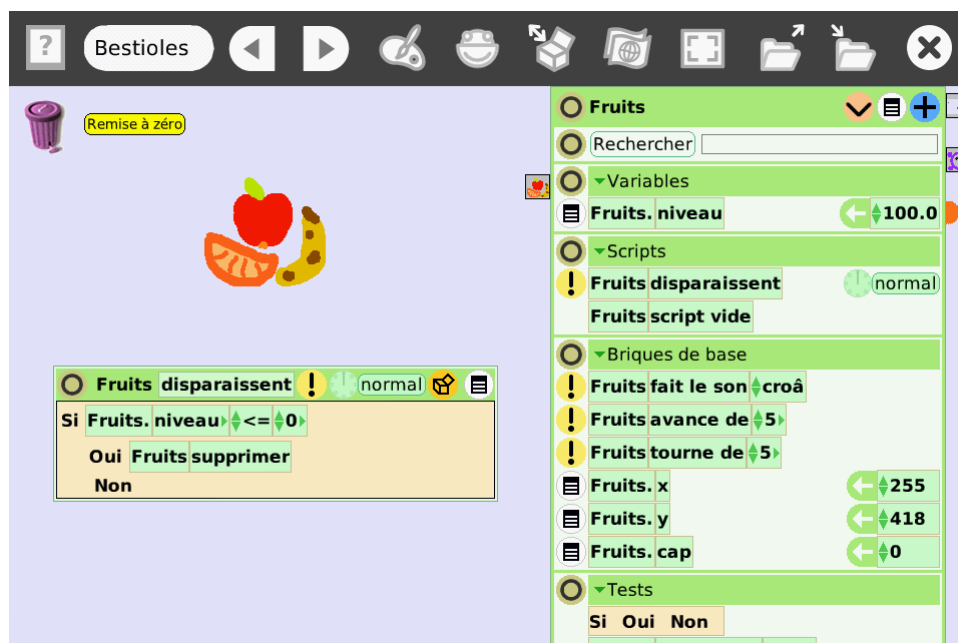 ?
Bestioles
Remise à zéro
Fruits
Rechercher
Variables
Fruits. niveau 100.0
Scripts
Fruits disparaissent normal
Fruits script vide
Briques de base
Fruits fait le son croâ
Fruits avance de 5
Fruits tourne de 5
Fruits. x 255
Fruits. y 418
Fruits. cap 0
Tests
Si Oui Non
Fruits disparaissent ! normal
Si Fruits. niveau <= 0
Oui Fruits supprimer
Non